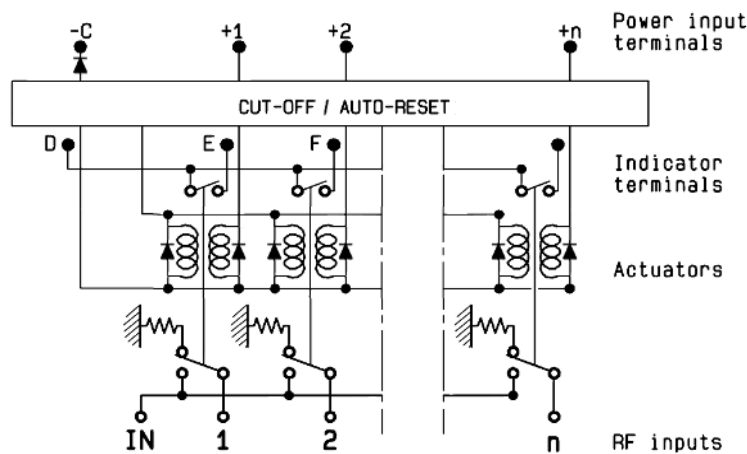 -C +1 +2 +n Power input
terminals
CUT-OFF / AUTO-RESET
D E F Indicator
terminals
Actuators
IN 1 2 n RF inputs